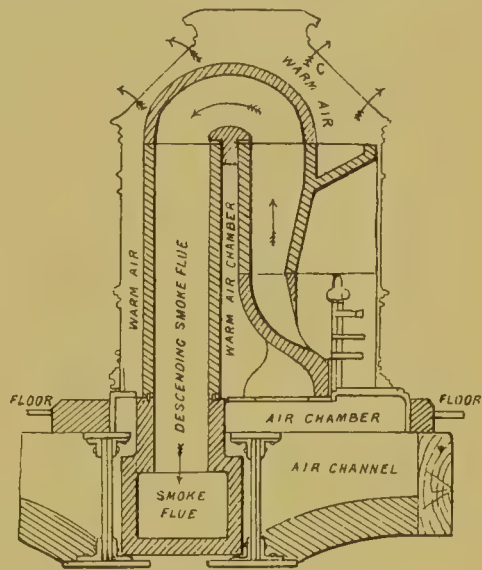 WARM AIR
WARM AIR
DESCENDING SMOKE FLUE
WARM AIR CHAMBER
FLOOR
FLOOR
AIR CHAMBER
AIR CHANNEL
SMOKE
FLUE